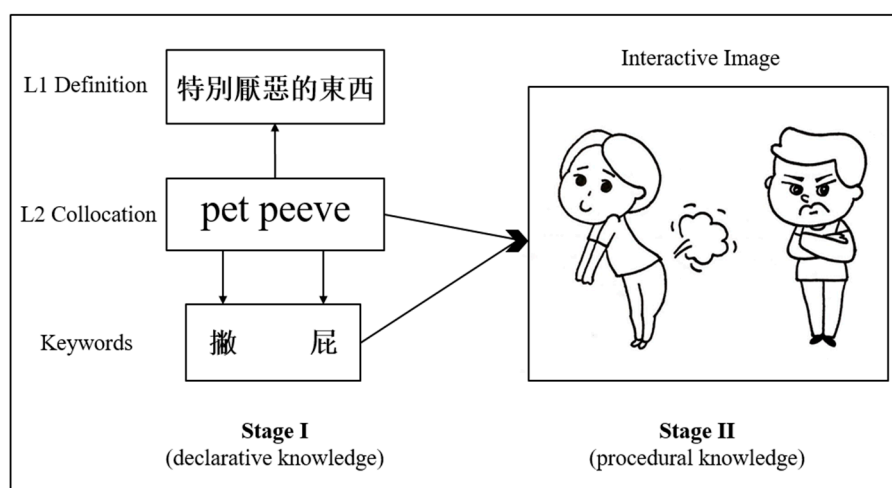 L1 Definition
特別厭惡的東西
L2 Collocation
pet peeve
Keywords
撇 屁
Stage I
(declarative knowledge)
Interactive Image
Stage II
(procedural knowledge)